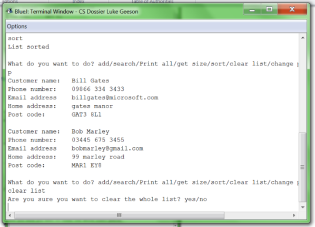 BlueJ: Terminal Window - CS Dossier Luke Geeson
Options
sort
List sorted
What do you want to do? add/search/Print all/get size/sort/clear list/change p
p
Customer name: Bill Gates
Phone number: 09866 334 3433
Email address billgates@microsoft.com
Home address: gates manor
Post code: GAT3 8L1
Customer name: Bob Marley
Phone number: 03445 675 3455
Email address bobmarley@gmail.com
Home address: 99 marley road
Post code: MAR1 EY8
What do you want to do? add/search/Print all/get size/sort/clear list/change p
clear list
Are you sure you want to clear the whole list? yes/no